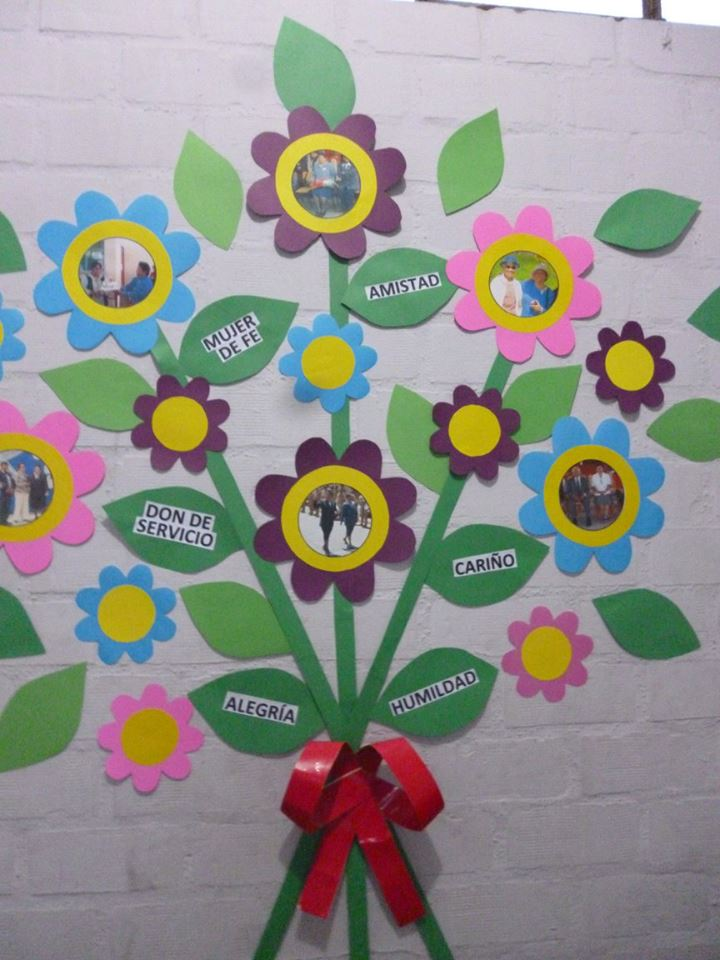 AMISTAD
MUJER
DE FE
DON DE
SERVICIO
CARIÑO
ALEGRÍA
HUMILDAD